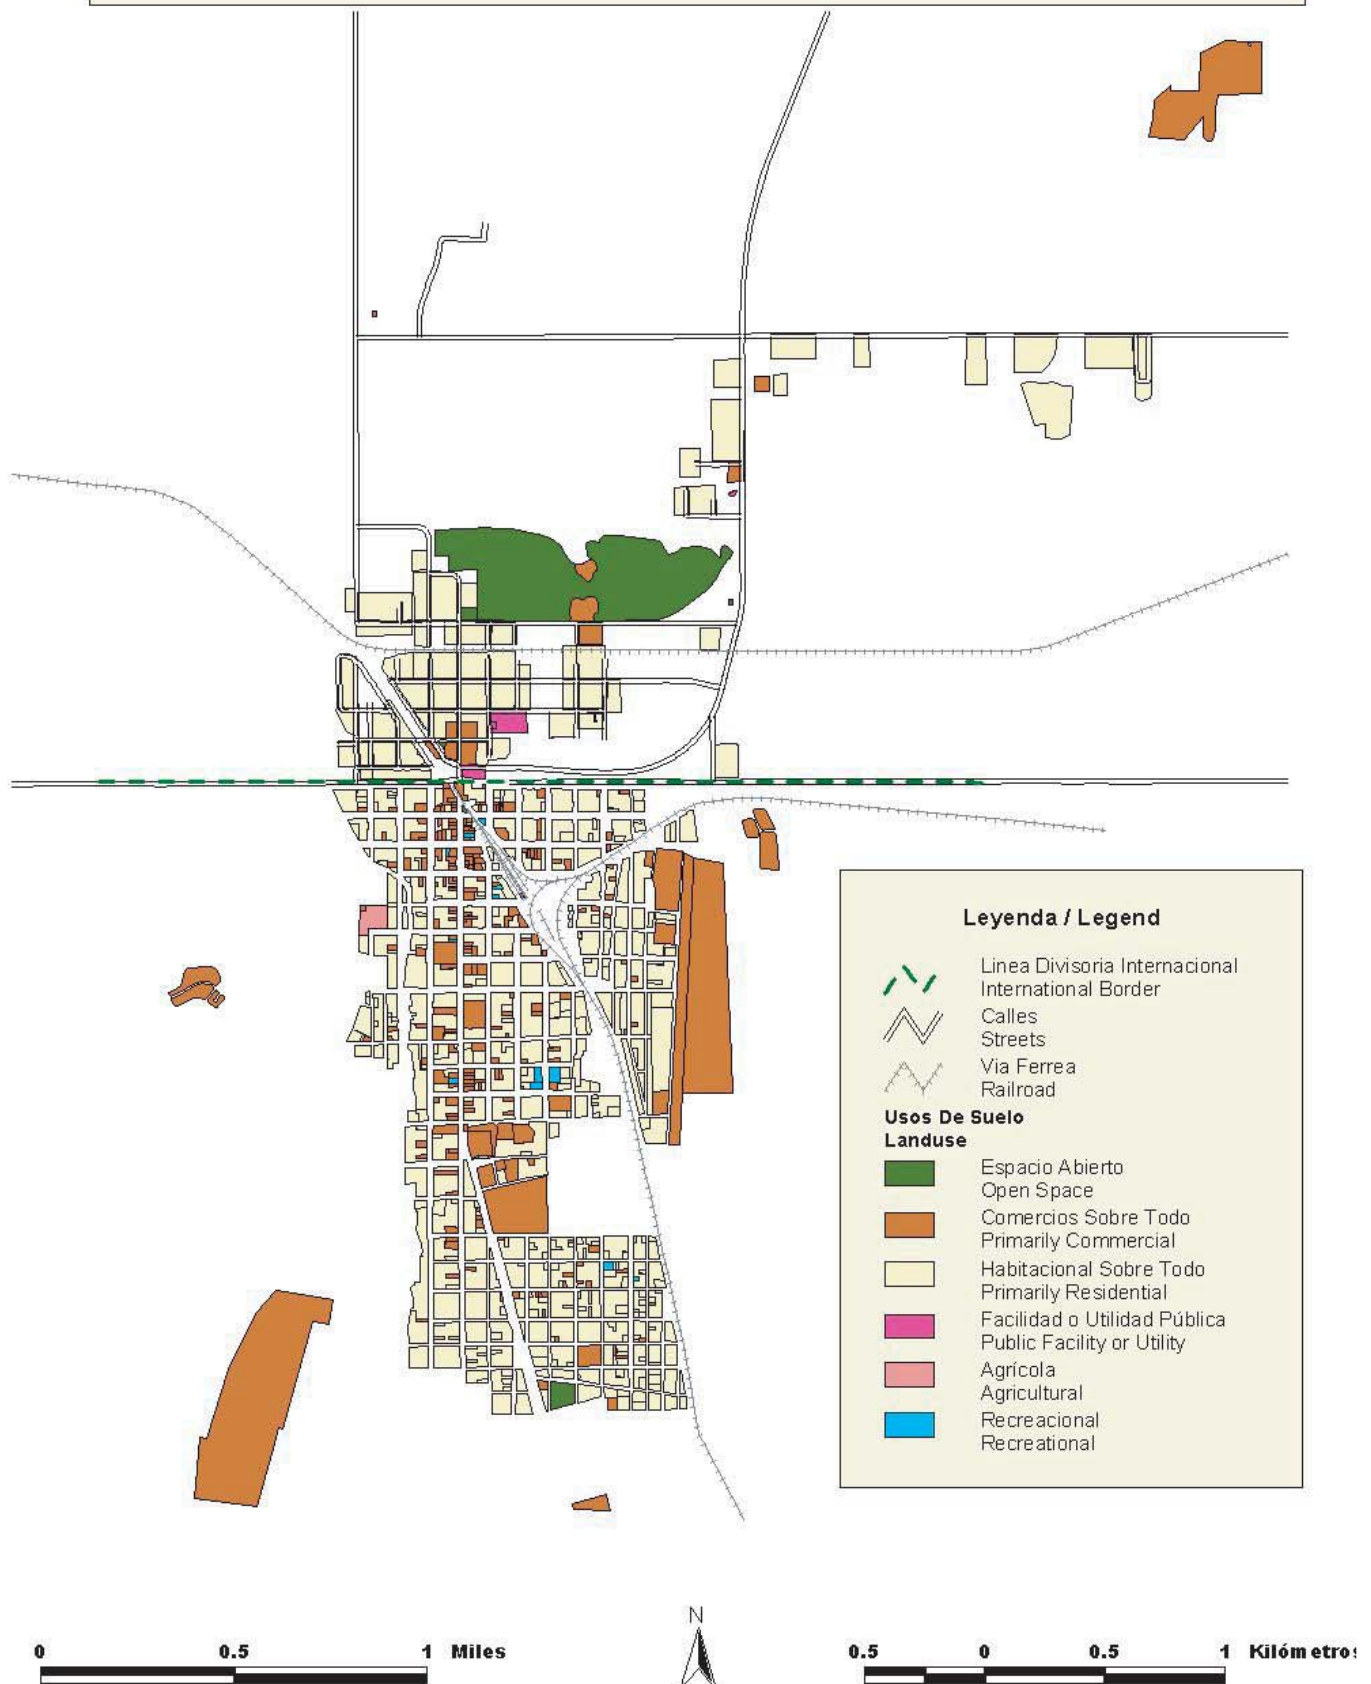 Leyenda / Legend
Linea Divisoria Internacional
International Border
Calles
Streets
Via Ferrea
Railroad
Usos De Suelo
Landuse
Espacio Abierto
Open Space
Comercios Sobre Todo
Primarily Commercial
Habitacional Sobre Todo
Primarily Residential
Facilidad o Utilidad Pública
Public Facility or Utility
Agrícola
Agricultural
Recreacional
Recreational
N
0 0.5 1 Miles
0.5 0 0.5 1 Kilómetros